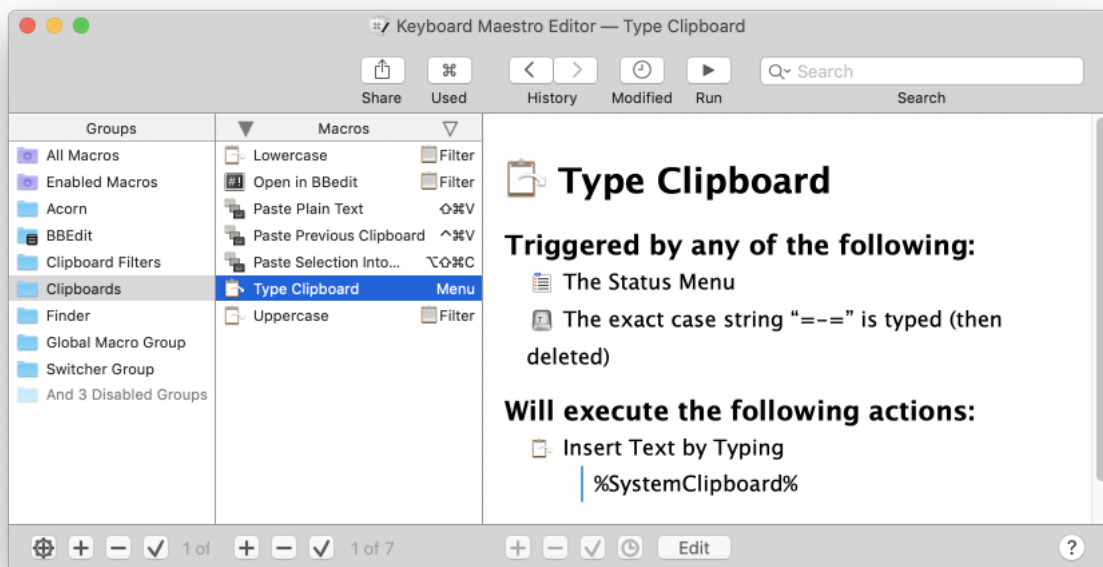 Keyboard Maestro Editor — Type Clipboard
Share Used History Modified Run Search
Search
Groups
All Macros
Enabled Macros
Acorn
BBEdit
Clipboard Filters
Clipboards
Finder
Global Macro Group
Switcher Group
And 3 Disabled Groups
Macros
Lowercase Filter
Open in BBedit Filter
Paste Plain Text ⇧⌘V
Paste Previous Clipboard ^⌘V
Paste Selection Into... ⌥⇧⌘C
Type Clipboard Menu
Uppercase Filter
Type Clipboard
Triggered by any of the following:
The Status Menu
The exact case string “=-=” is typed (then
deleted)
Will execute the following actions:
Insert Text by Typing
%SystemClipboard%
1 of
1 of 7
Edit
?